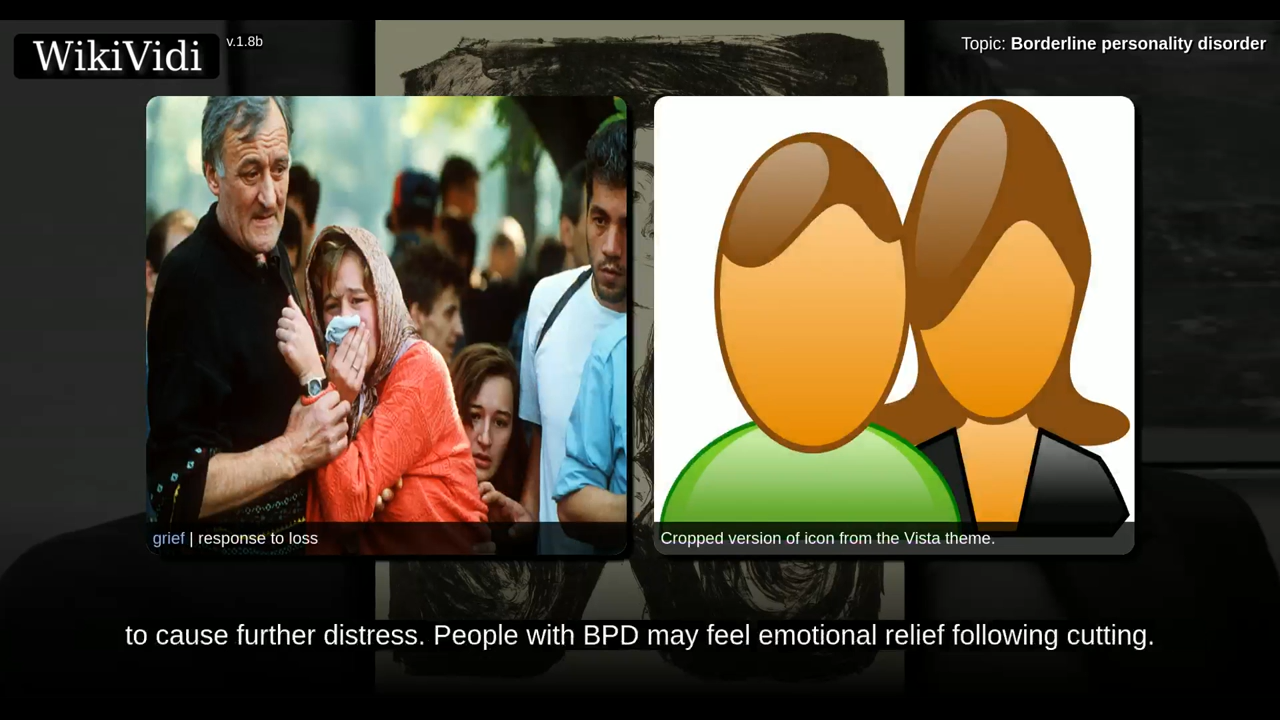 WikiVidi v.1.8b
Topic: Borderline personality disorder
grief | response to loss
Cropped version of icon from the Vista theme.
to cause further distress. People with BPD may feel emotional relief following cutting.